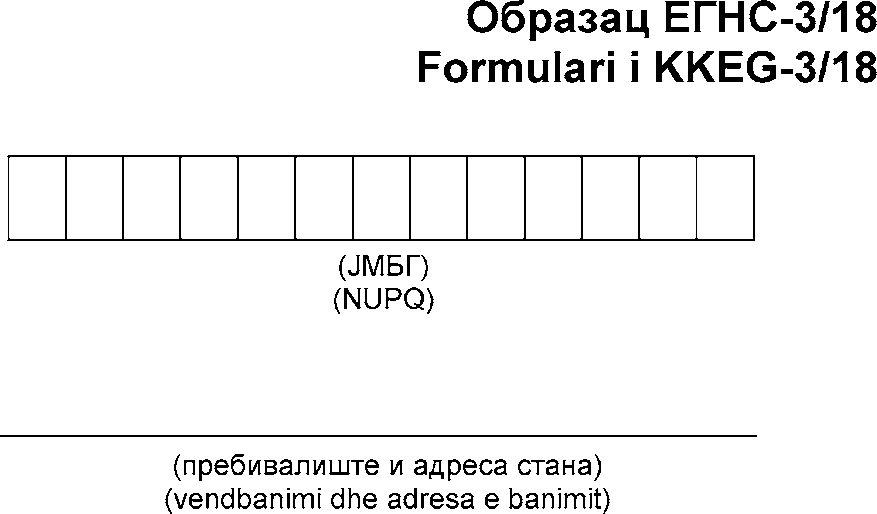 Образац ЕГНС-3/18
Formulari i KKEG-3/18
(ЈМБГ)
(NUPQ)
(пребивалиште и адреса стана)
(vendbanimi dhe adresa e banimit)